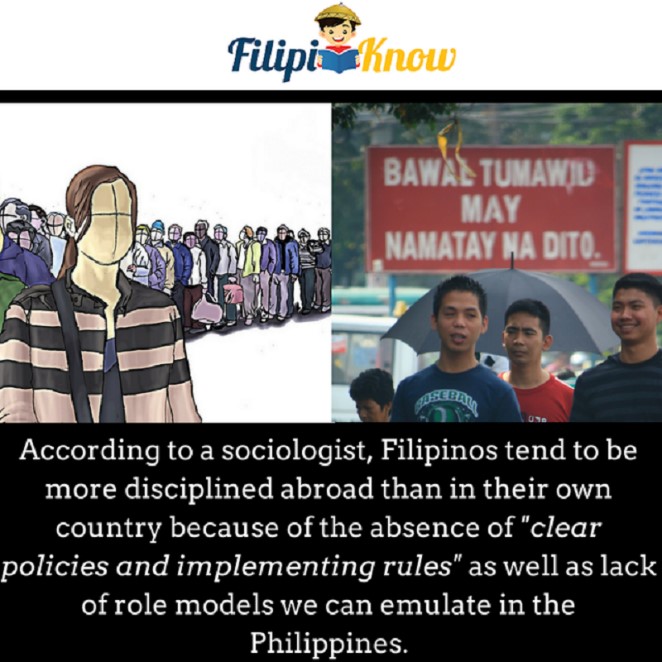 FilipiKnow
BAWAL TUMAWID
MAY
NAMATAY NA DITO.
BASEBALL
According to a sociologist, Filipinos tend to be
more disciplined abroad than in their own
country because of the absence of "clear
policies and implementing rules" as well as lack
of role models we can emulate in the
Philippines.